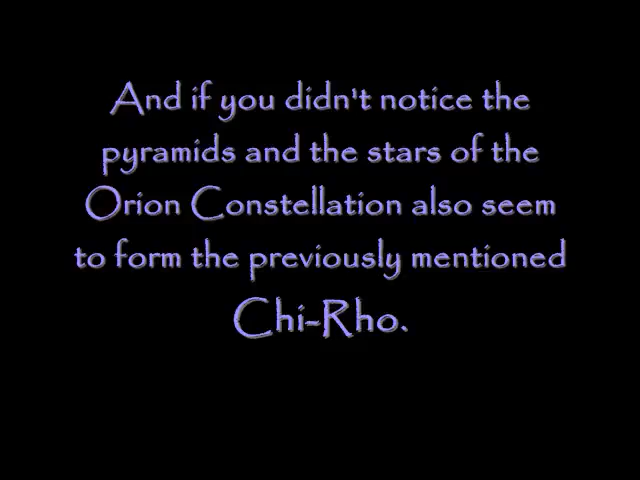 And if you didn't notice the
pyramids and the stars of the
Orion Constellation also seem
to form the previously mentioned
Chi-Rho.